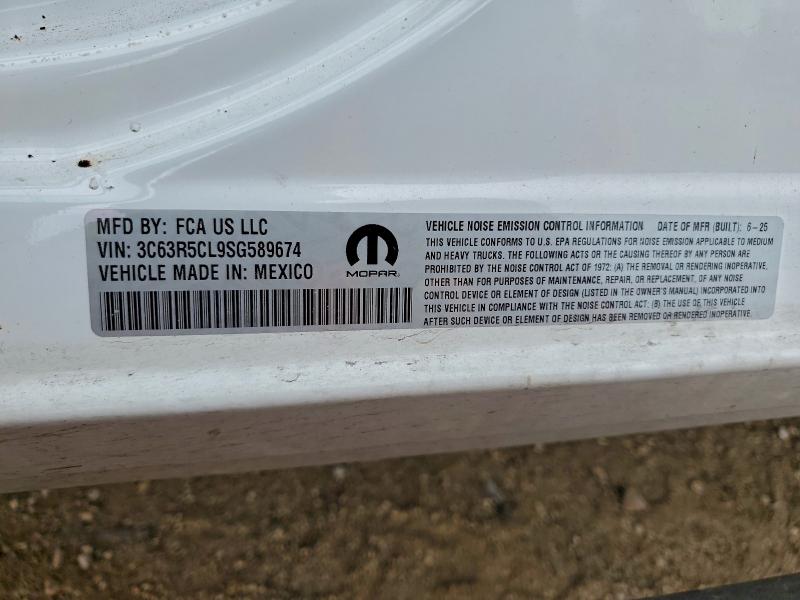 MFD BY: FCA US LLC
VIN: 3C63R5CL9SG589674
VEHICLE MADE IN: MEXICO
MOPAR
VEHICLE NOISE EMISSION CONTROL INFORMATION DATE OF MFR (BUILT): 6-25
THIS VEHICLE CONFORMS TO U.S. EPA REGULATIONS FOR NOISE EMISSION APPLICABLE TO MEDIUM
AND HEAVY TRUCKS. THE FOLLOWING ACTS OR THE CAUSING THEREOF BY ANY PERSON ARE
PROHIBITED BY THE NOISE CONTROL ACT OF 1972: (A) THE REMOVAL OR RENDERING INOPERATIVE,
OTHER THAN FOR PURPOSES OF MAINTENANCE, REPAIR, OR REPLACEMENT, OF ANY NOISE
CONTROL DEVICE OR ELEMENT OF DESIGN (LISTED IN THE OWNER'S MANUAL) INCORPORATED INTO
THIS VEHICLE IN COMPLIANCE WITH THE NOISE CONTROL ACT; (B) THE USE OF THIS VEHICLE
AFTER SUCH DEVICE OR ELEMENT OF DESIGN HAS BEEN REMOVED OR RENDERED INOPERATIVE.